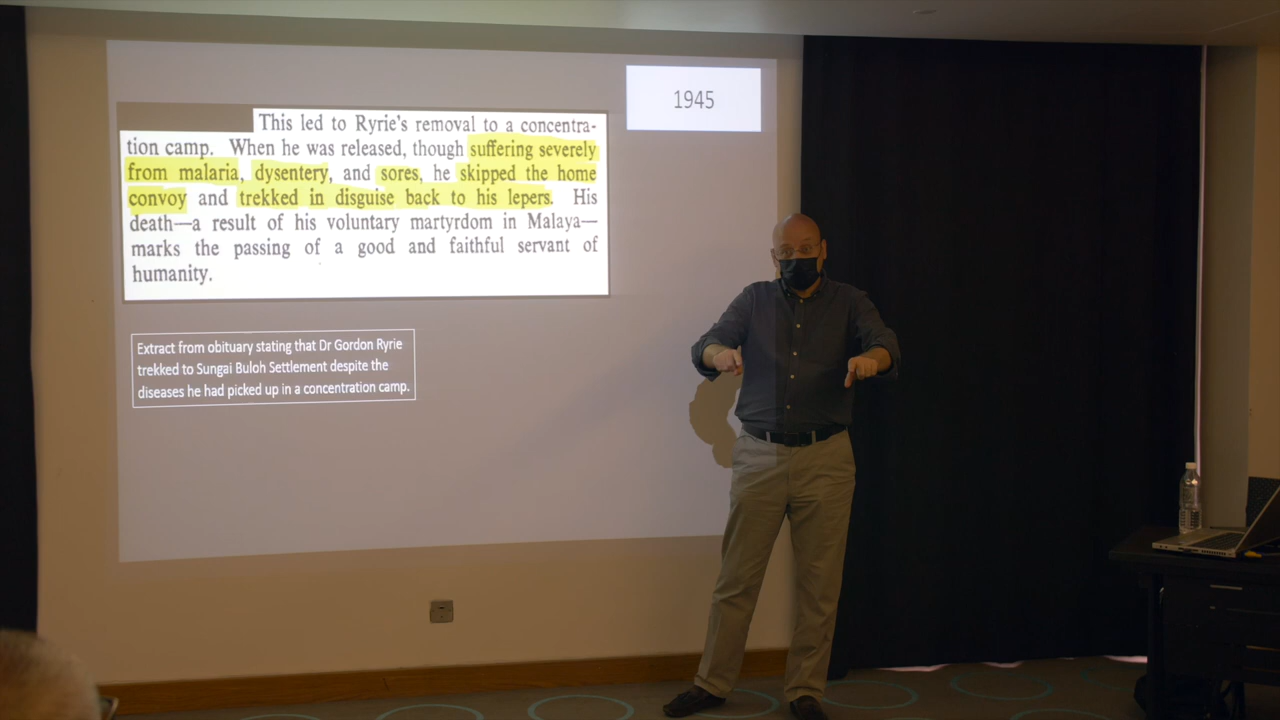 This led to Ryrie's removal to a concentra-
tion camp. When he was released, though suffering severely
from malaria, dysentery, and sores, he skipped the home
convoy and trekked in disguise back to his lepers. His
death—a result of his voluntary martyrdom in Malaya—
marks the passing of a good and faithful servant of
humanity.
1945
Extract from obituary stating that Dr Gordon Ryrie
trekked to Sungai Buloh Settlement despite the
diseases he had picked up in a concentration camp.